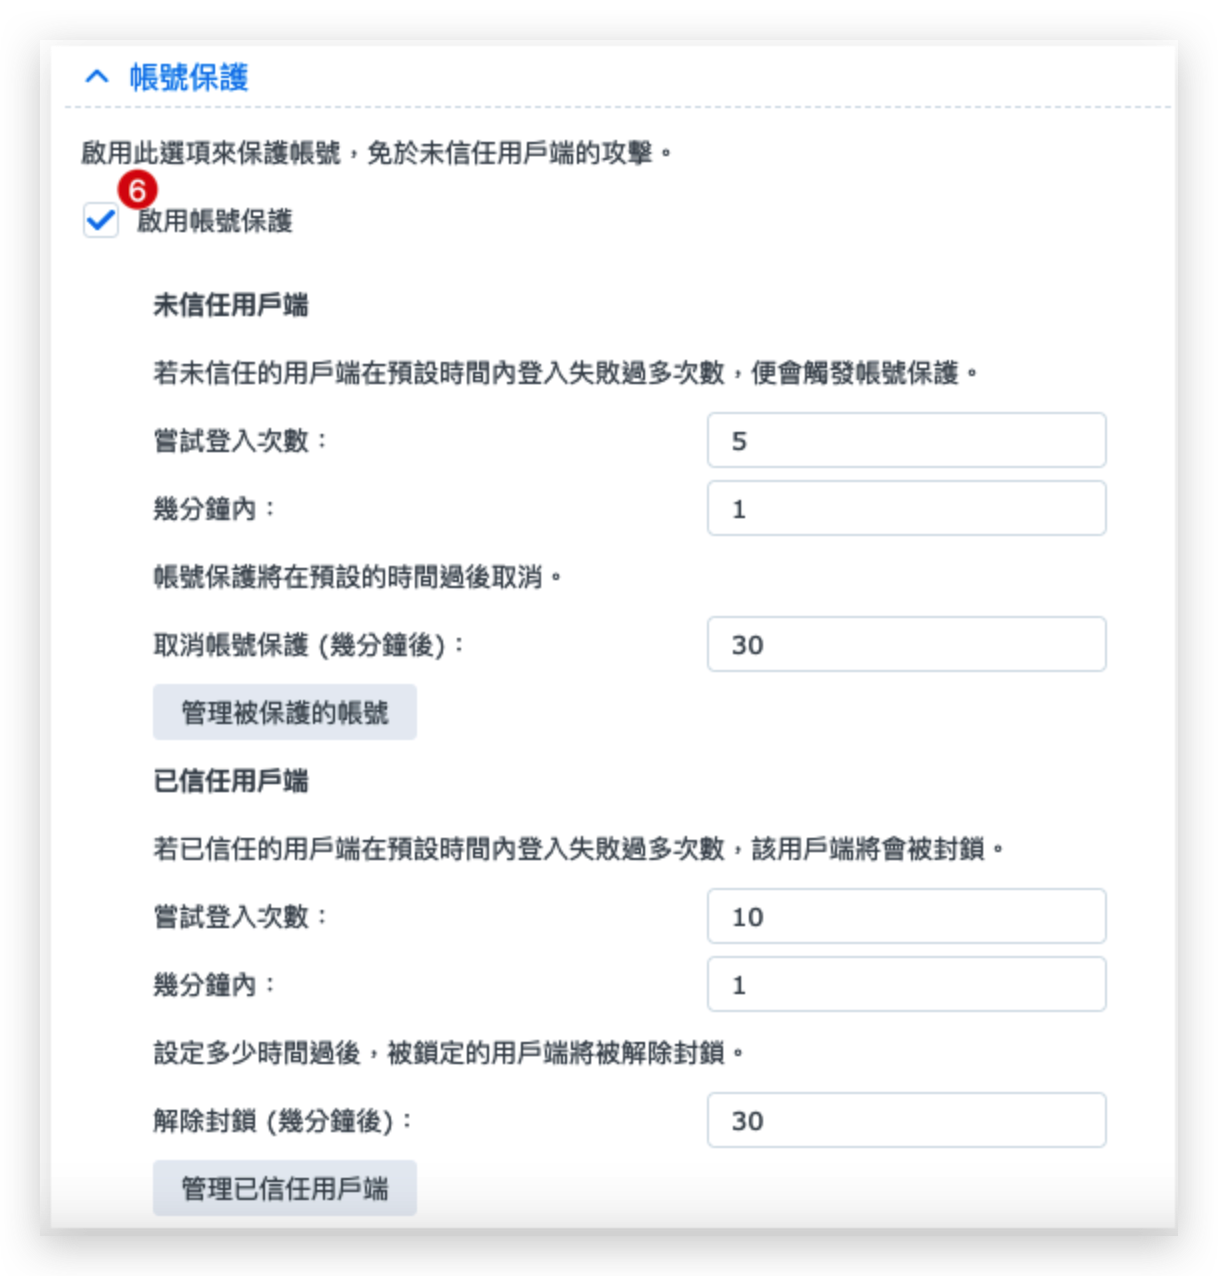 帳號保護
啟用此選項來保護帳號，免於未信任用戶端的攻擊。
6
啟用帳號保護
未信任用戶端
若未信任的用戶端在預設時間內登入失敗過多次數，便會觸發帳號保護。
嘗試登入次數： 5
幾分鐘內： 1
帳號保護將在預設的時間過後取消。
取消帳號保護 (幾分鐘後)： 30
管理被保護的帳號
已信任用戶端
若已信任的用戶端在預設時間內登入失敗過多次數，該用戶端將會被封鎖。
嘗試登入次數： 10
幾分鐘內： 1
設定多少時間過後，被鎖定的用戶端將被解除封鎖。
解除封鎖 (幾分鐘後)： 30
管理已信任用戶端